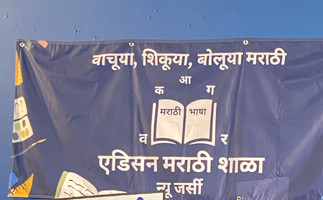 वाचूया, शिकूया, बोलूया मराठी
आ
क ग
मराठी भाषा
व र
एडिसन मराठी शाळा
न्यू जर्सी